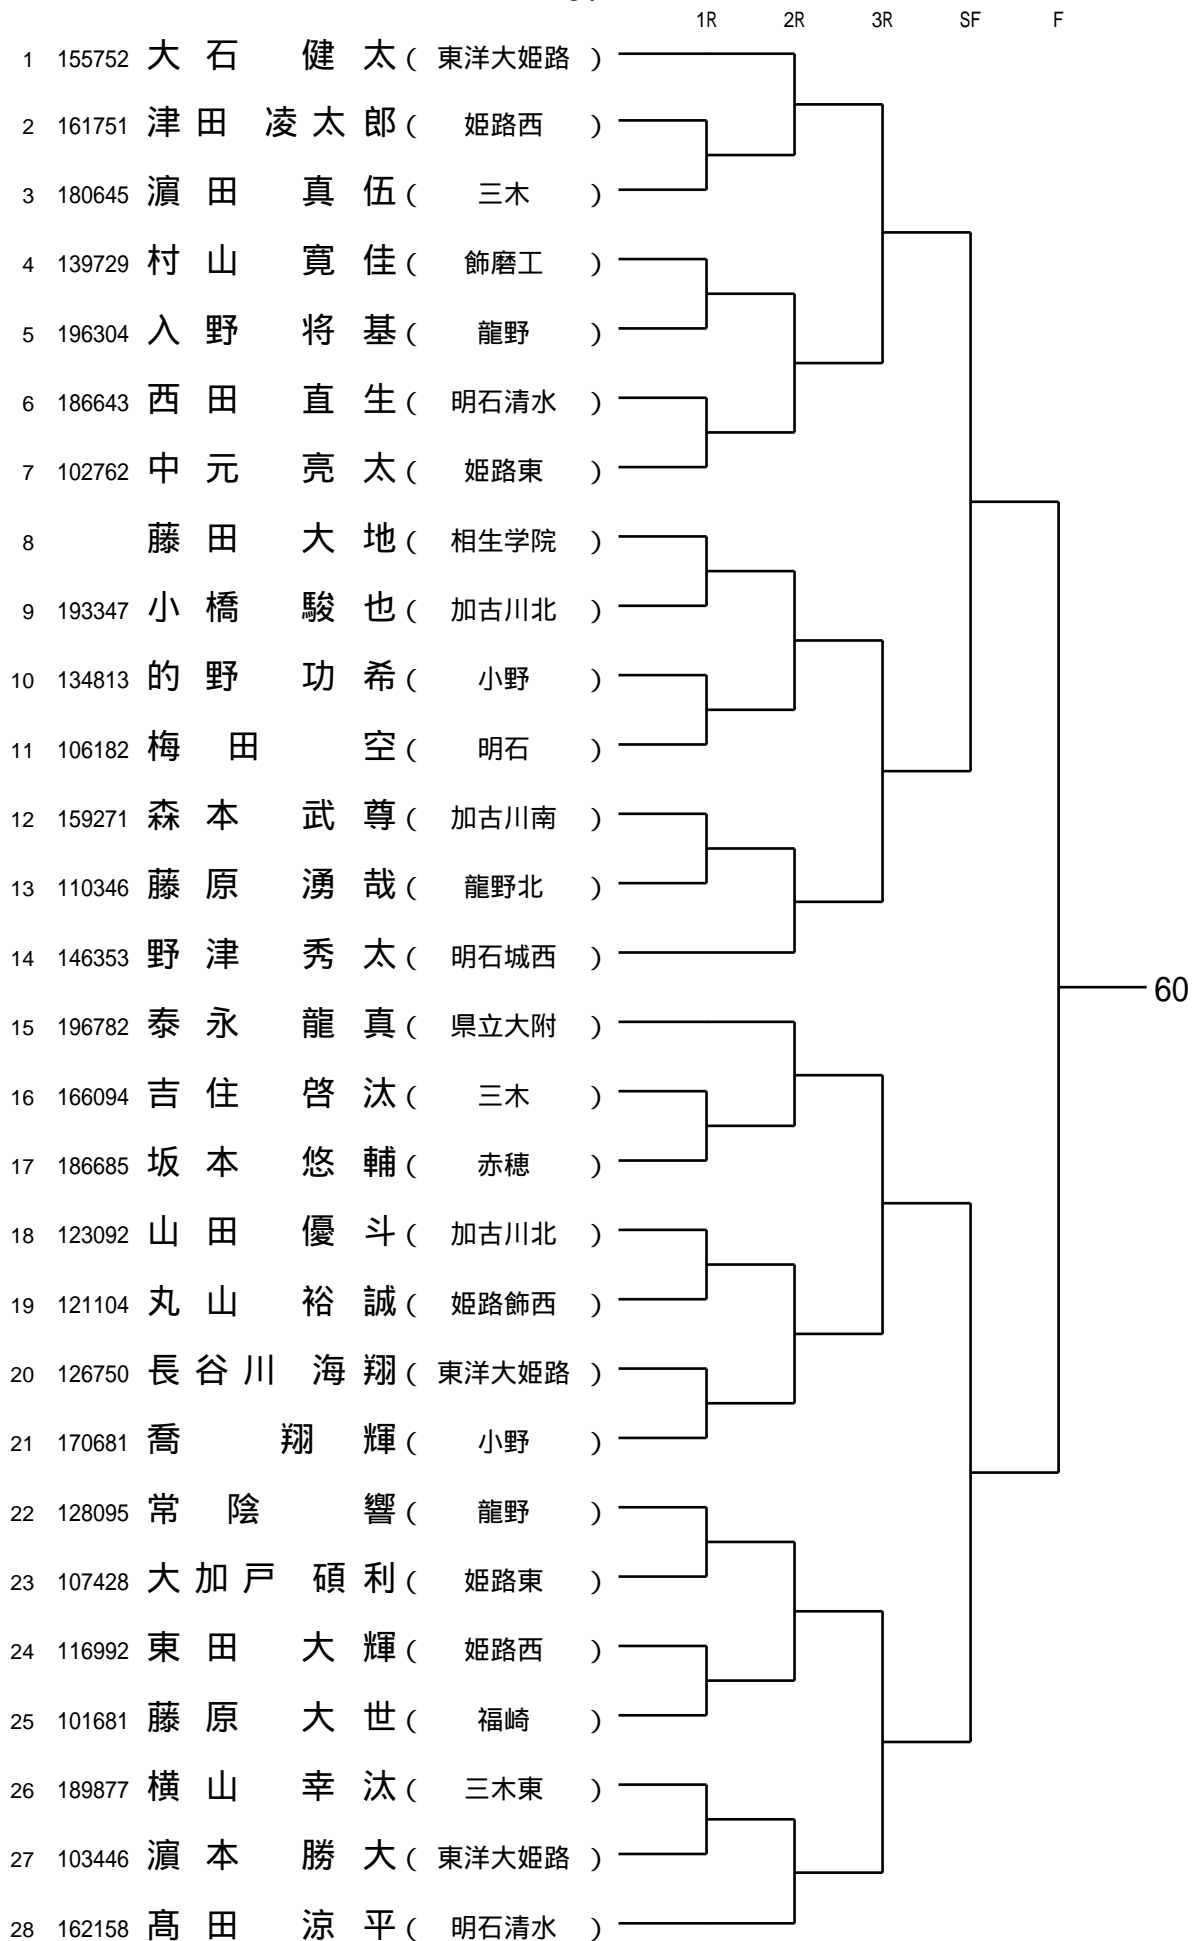 1R 2R 3R SF F
1 155752 大石 健太 ( 東洋大姫路 )
2 161751 津田 凌太郎 ( 姫路西 )
3 180645 濵田 真伍 ( 三木 )
4 139729 村山 寛佳 ( 飾磨工 )
5 196304 入野 将基 ( 龍野 )
6 186643 西田 直生 ( 明石清水 )
7 102762 中元 亮太 ( 姫路東 )
8 藤田 大地 ( 相生学院 )
9 193347 小橋 駿也 ( 加古川北 )
10 134813 的野 功希 ( 小野 )
11 106182 梅田 空 ( 明石 )
12 159271 森本 武尊 ( 加古川南 )
13 110346 藤原 湧哉 ( 龍野北 )
14 146353 野津 秀太 ( 明石城西 )
60
15 196782 泰永 龍真 ( 県立大附 )
16 166094 吉住 啓汰 ( 三木 )
17 186685 坂本 悠輔 ( 赤穂 )
18 123092 山田 優斗 ( 加古川北 )
19 121104 丸山 裕誠 ( 姫路飾西 )
20 126750 長谷川 海翔 ( 東洋大姫路 )
21 170681 喬 翔輝 ( 小野 )
22 128095 常陰 響 ( 龍野 )
23 107428 大加戸 碩利 ( 姫路東 )
24 116992 東田 大輝 ( 姫路西 )
25 101681 藤原 大世 ( 福崎 )
26 189877 横山 幸汰 ( 三木東 )
27 103446 濵本 勝大 ( 東洋大姫路 )
28 162158 髙田 涼平 ( 明石清水 )